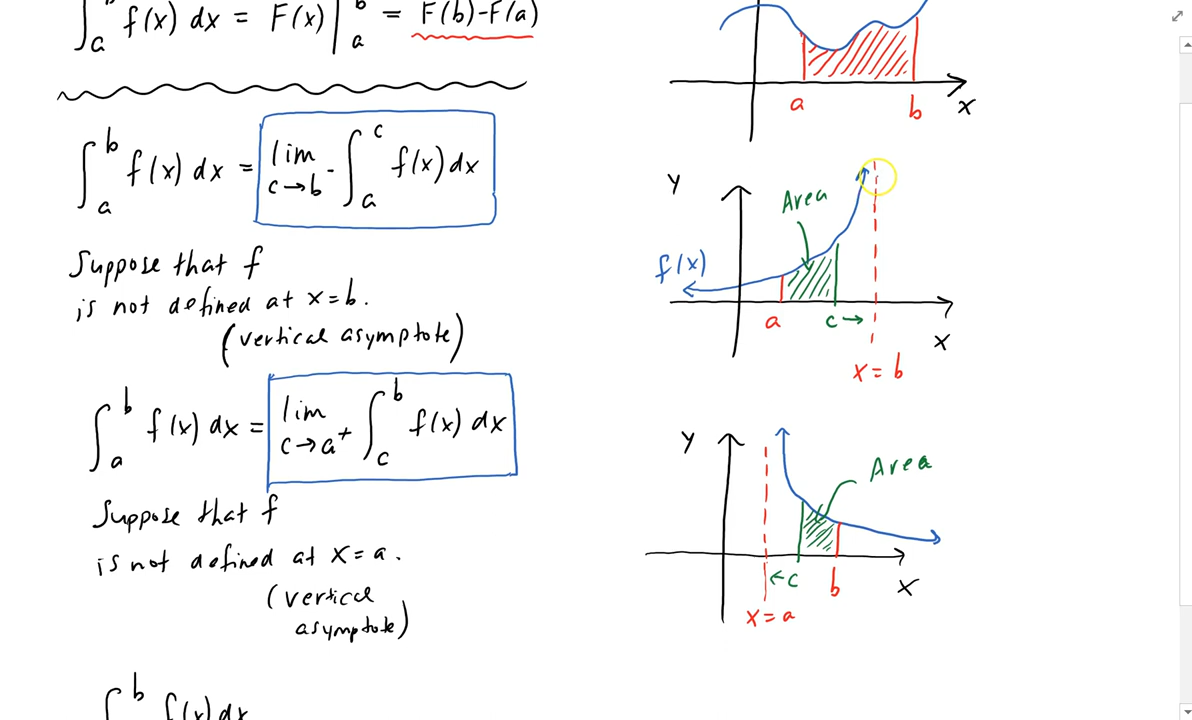 ∫_a^b f(x) dx = F(x) |_a^b = F(b)-F(a)
a b x
∫_a^b f(x) dx = lim_{c→b^-} ∫_a^c f(x) dx
y Area
f(x)
a c → x
x = b
Suppose that f
is not defined at x=b.
(vertical asymptote)
∫_a^b f(x) dx = lim_{c→a^+} ∫_c^b f(x) dx
y Area
←c b x
x = a
Suppose that f
is not defined at x=a.
(vertical
asymptote)
∫^b f(x) dx